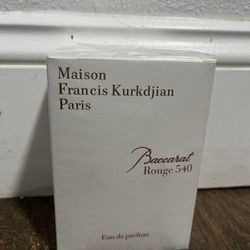 Maison
Francis Kurkdjian
Paris
Baccarat
Rouge 540
Eau de parfum